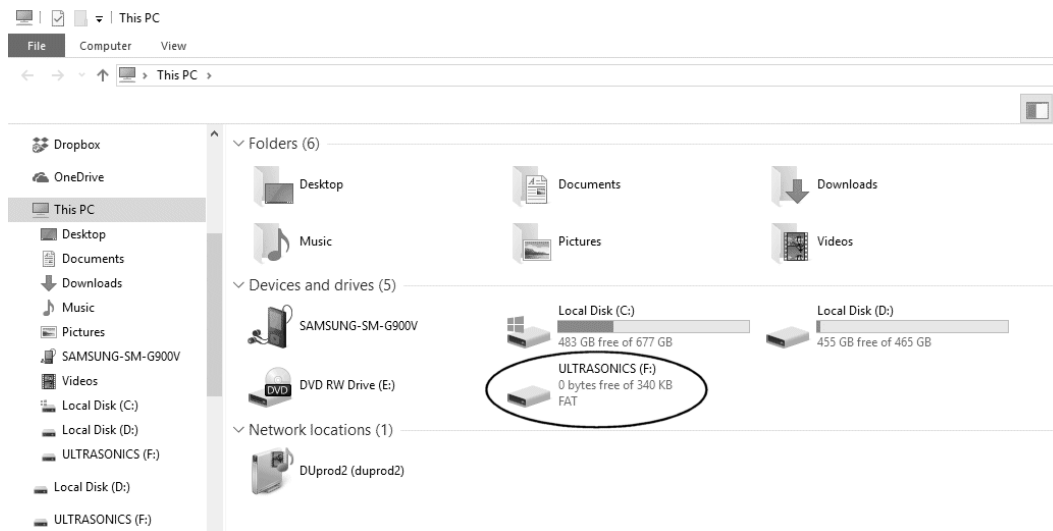 This PC
File Computer View
This PC
Dropbox
OneDrive
This PC
Desktop
Documents
Downloads
Music
Pictures
SAMSUNG-SM-G900V
Videos
Local Disk (C:)
Local Disk (D:)
ULTRASONICS (F:)
Local Disk (D:)
ULTRASONICS (F:)
Folders (6)
Desktop
Documents
Downloads
Music
Pictures
Videos
Devices and drives (5)
SAMSUNG-SM-G900V
Local Disk (C:)
483 GB free of 677 GB
Local Disk (D:)
455 GB free of 465 GB
DVD
DVD RW Drive (E:)
ULTRASONICS (F:)
0 bytes free of 340 KB
FAT
Network locations (1)
DUprod2 (duprod2)